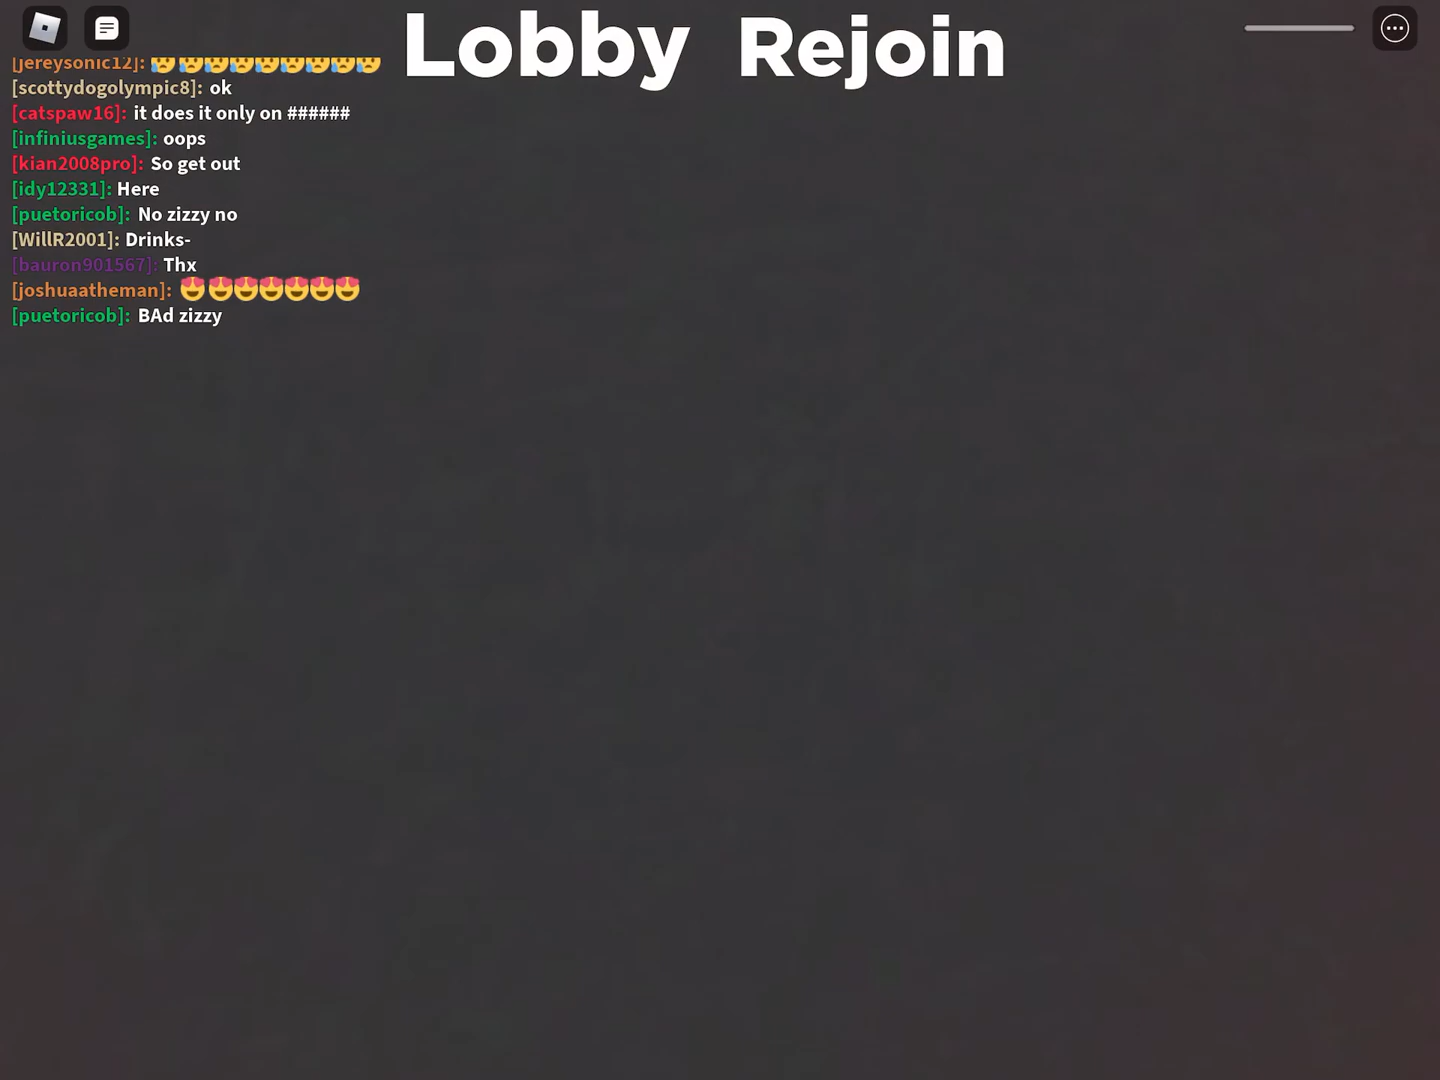 Lobby Rejoin
[jereysonic12]: 😥😥😥😥😥😥😥😥😥
[scottydogolympic8]: ok
[catspaw16]: it does it only on ######
[infiniusgames]: oops
[kian2008pro]: So get out
[idy12331]: Here
[puetoricob]: No zizzy no
[WillR2001]: Drinks-
[bauron901567]: Thx
[joshuaatheman]: 😍😍😍😍😍😍😍
[puetoricob]: BAd zizzy